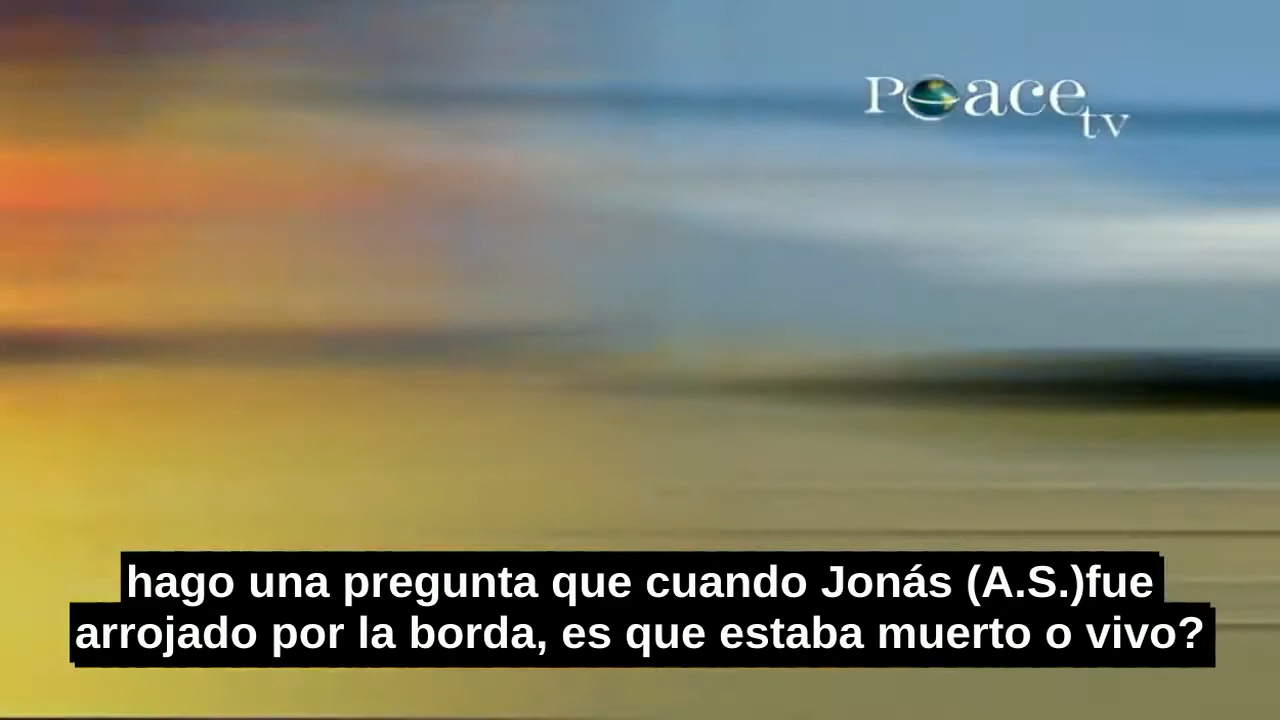 Peace tv
hago una pregunta que cuando Jonás (A.S.)fue
arrojado por la borda, es que estaba muerto o vivo?